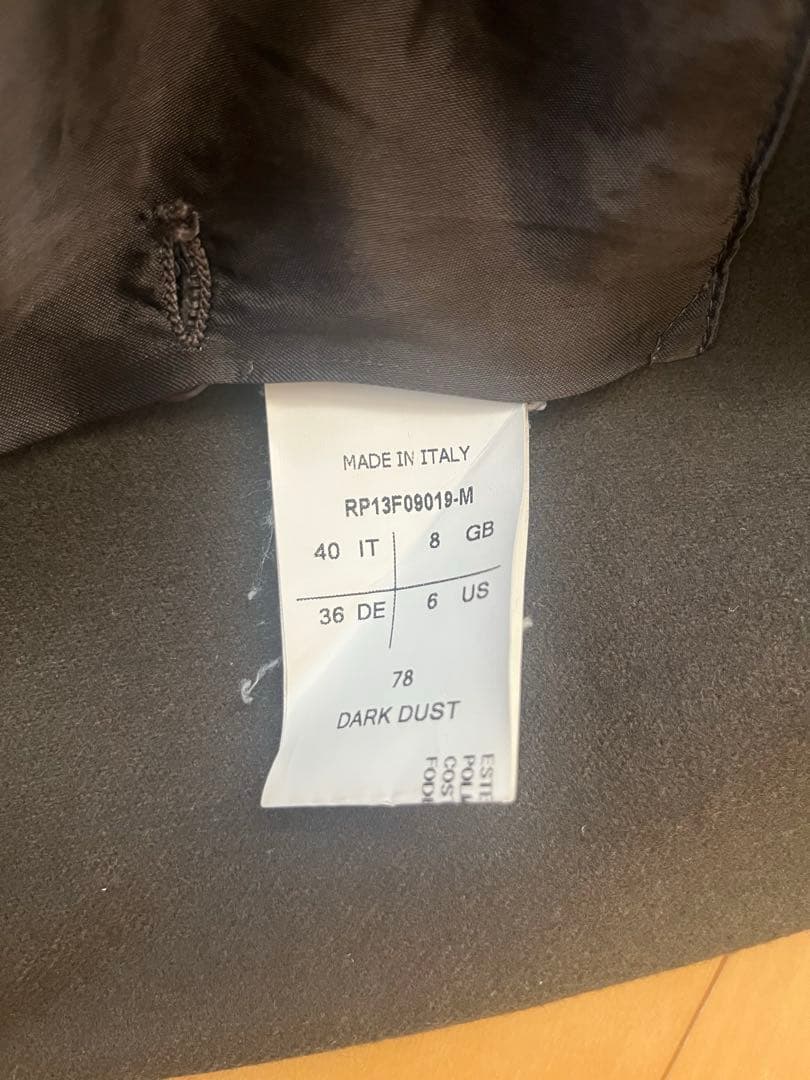 MADE IN ITALY
RP13F09019-M
40 IT 8 GB
36 DE 6 US
78
DARK DUST